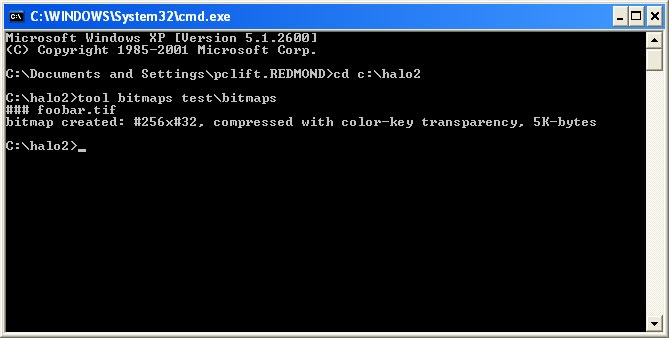 C:\WINDOWS\System32\cmd.exe
Microsoft Windows XP [Version 5.1.2600]
(C) Copyright 1985-2001 Microsoft Corp.
C:\Documents and Settings\pclift.REDMOND>cd c:\halo2
C:\halo2>tool bitmaps test\bitmaps
### foobar.tif
bitmap created: #256x#32, compressed with color-key transparency, 5K-bytes
C:\halo2>_